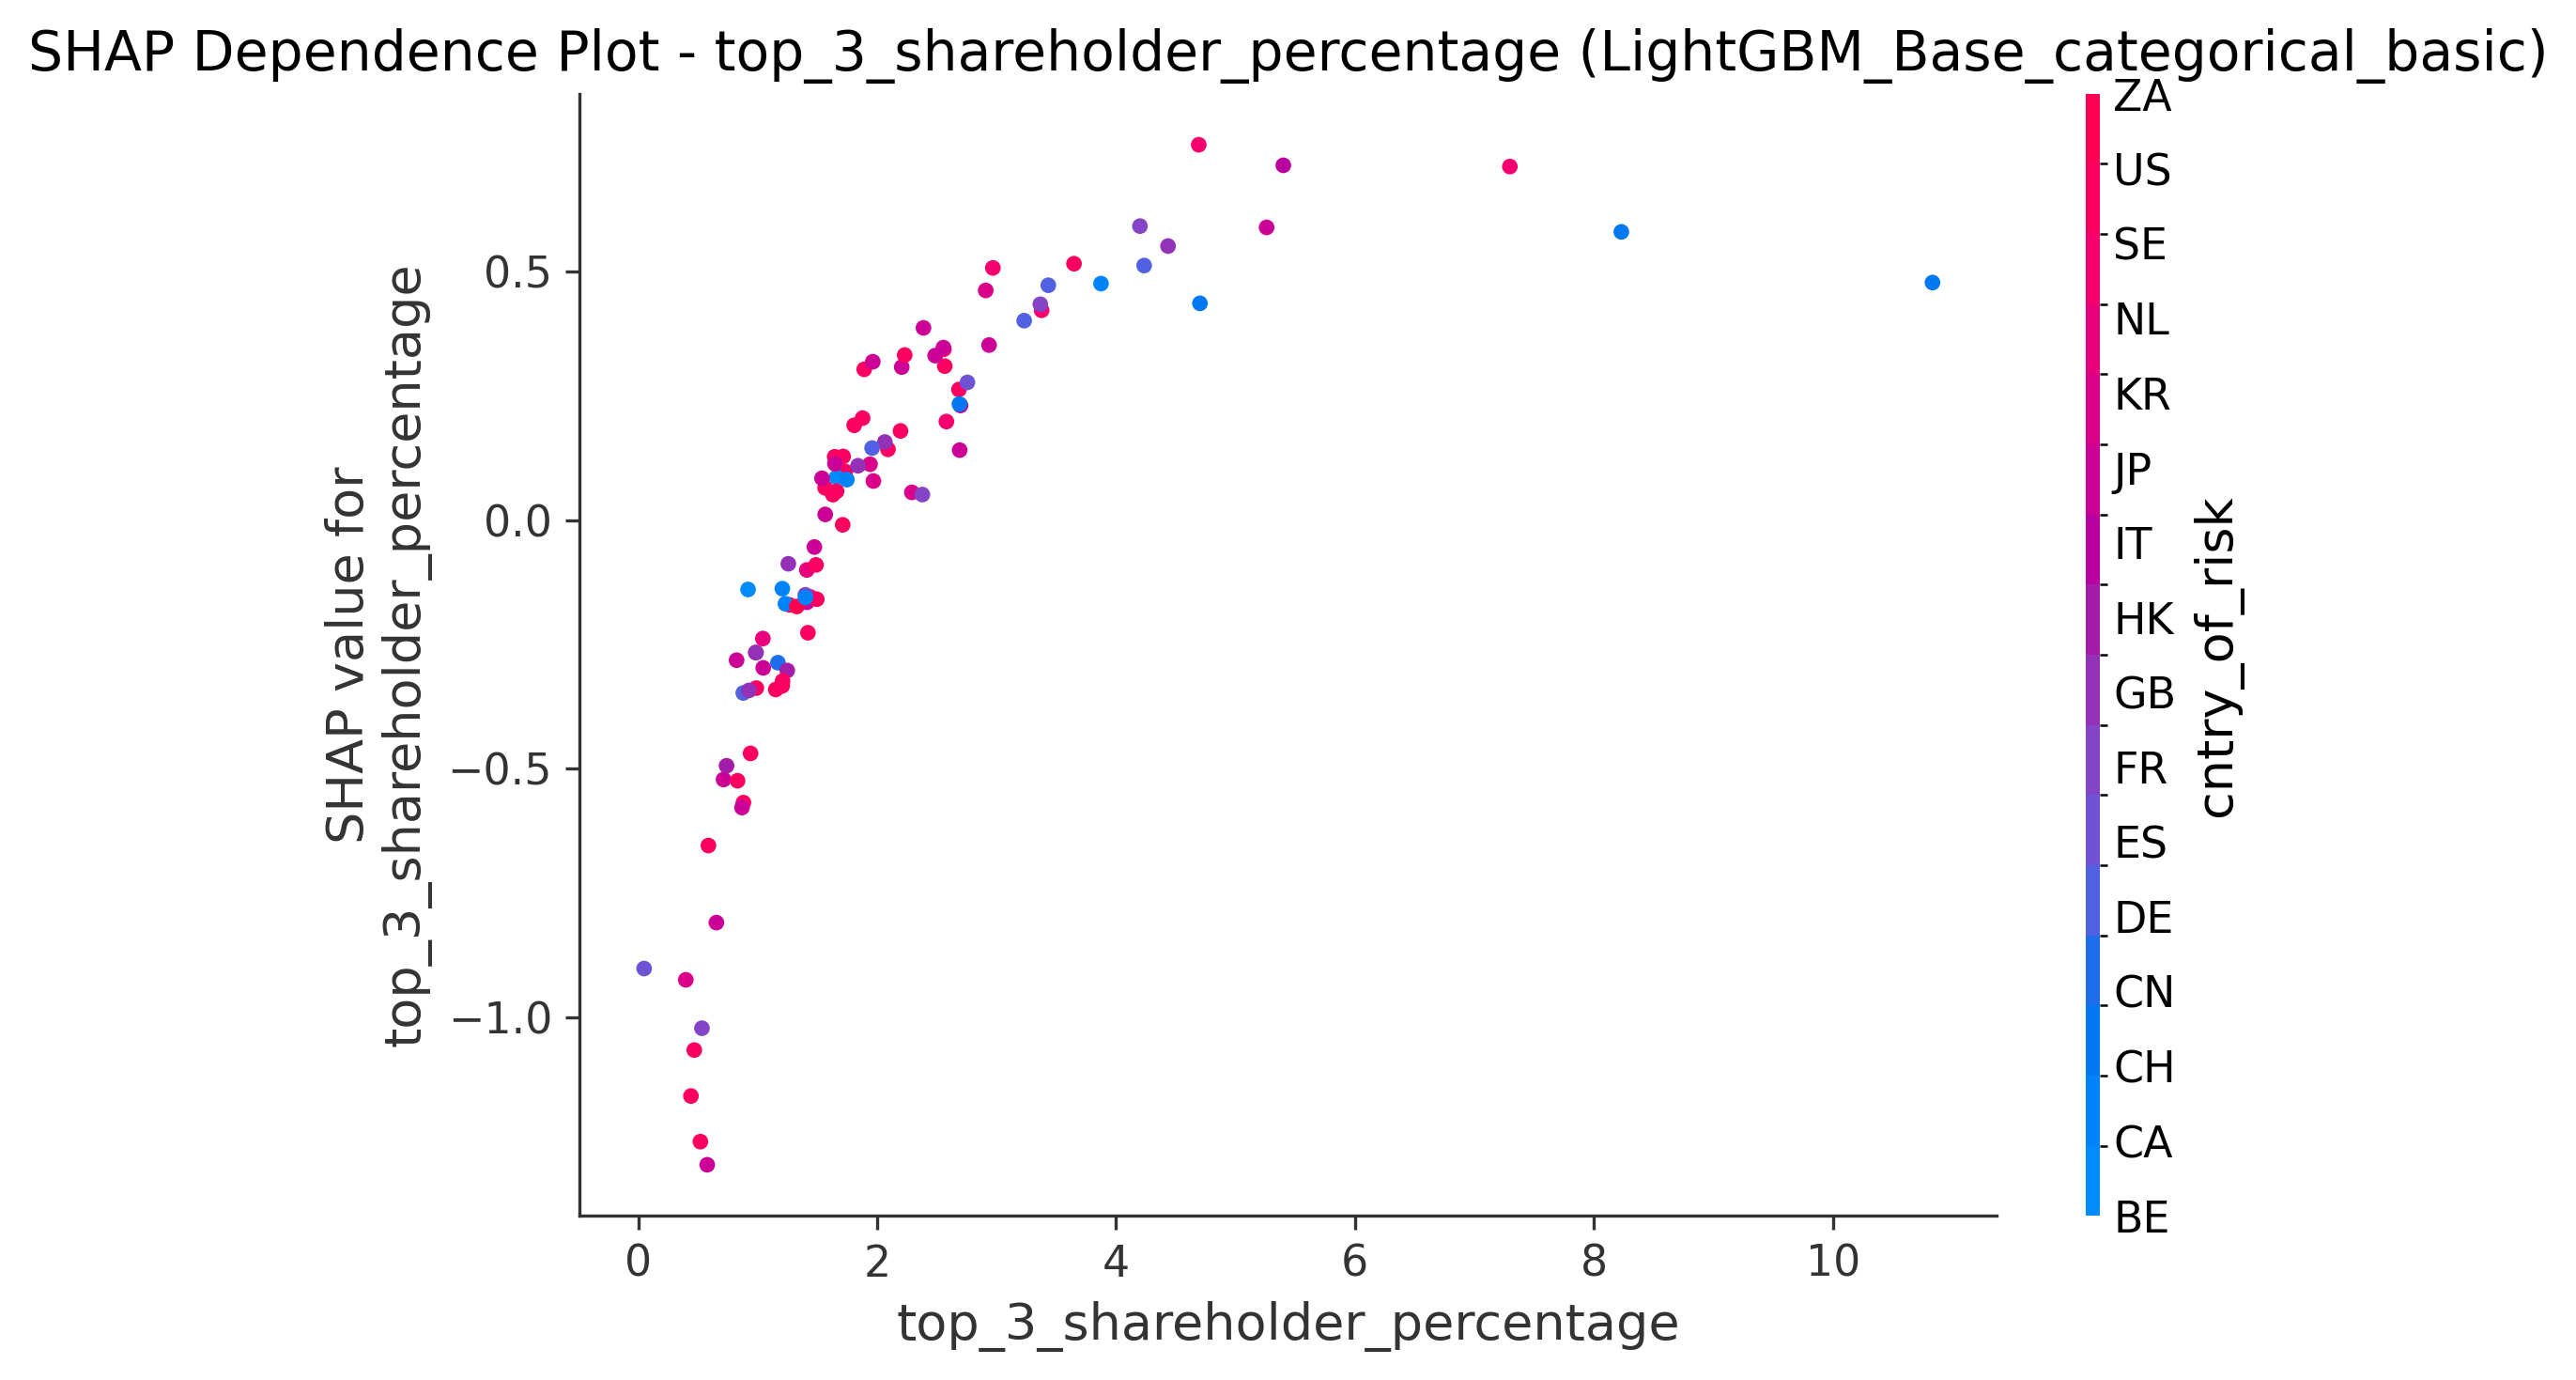 SHAP Dependence Plot - top_3_shareholder_percentage (LightGBM_Base_categorical_basic)
SHAP value for
top_3_shareholder_percentage
0.5
0.0
−0.5
−1.0
0
2
4
6
8
10
top_3_shareholder_percentage
ZA
US
SE
NL
KR
JP
IT
HK
GB
FR
ES
DE
CN
CH
CA
BE
cntry_of_risk